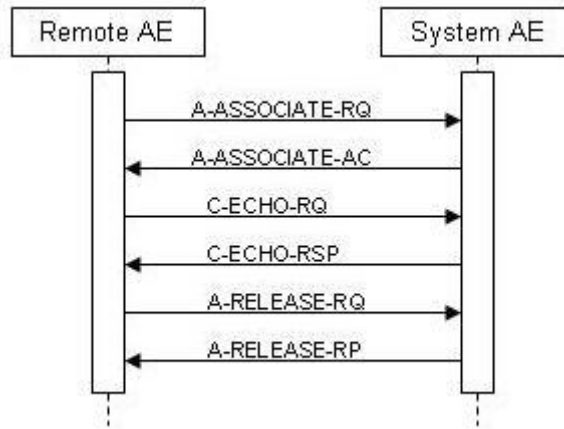 Remote AE
System AE
A-ASSOCIATE-RQ
A-ASSOCIATE-AC
C-ECHO-RQ
C-ECHO-RSP
A-RELEASE-RQ
A-RELEASE-RP